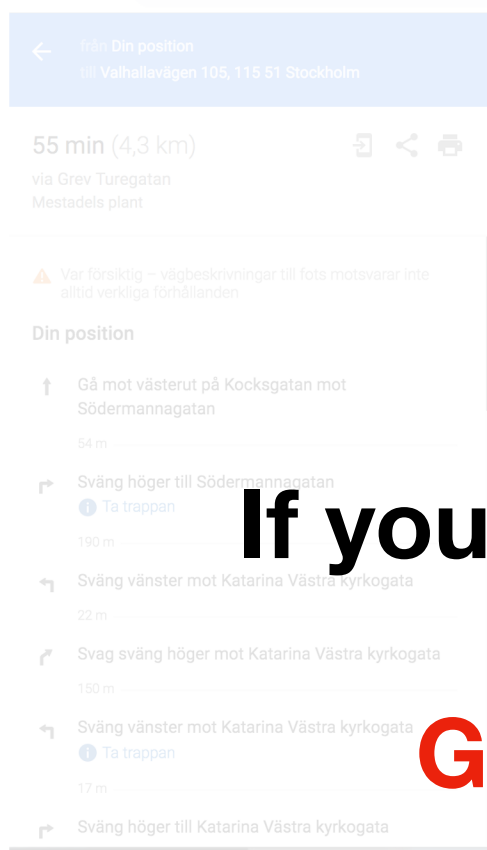 från Din position
till Valhallavägen 105, 115 51 Stockholm
55 min (4,3 km)
via Grev Turegatan
Mestadels plant
Var försiktig – vägbeskrivningar till fots motsvarar inte
alltid verkliga förhållanden
Din position
Gå mot västerut på Kocksgatan mot
Södermannagatan
54 m
Sväng höger till Södermannagatan
Ta trappan
If you
190 m
Sväng vänster mot Katarina Västra kyrkogata
22 m
Svag sväng höger mot Katarina Västra kyrkogata
150 m
Sväng vänster mot Katarina Västra kyrkogata
Ta trappan
G
17 m
Sväng höger till Katarina Västra kyrkogata